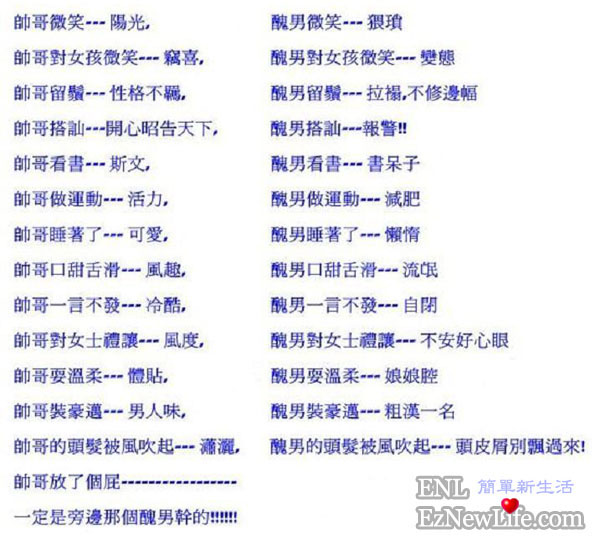 帥哥微笑--- 陽光, 醜男微笑--- 猥瑣
帥哥對女孩微笑--- 竊喜, 醜男對女孩微笑--- 變態
帥哥留鬚--- 性格不羈, 醜男留鬚--- 拉褟,不修邊幅
帥哥搭訕---開心昭告天下, 醜男搭訕---報警!!
帥哥看書--- 斯文, 醜男看書--- 書呆子
帥哥做運動--- 活力, 醜男做運動--- 減肥
帥哥睡著了--- 可愛, 醜男睡著了--- 懶惰
帥哥口甜舌滑--- 風趣, 醜男口甜舌滑--- 流氓
帥哥一言不發--- 冷酷, 醜男一言不發--- 自閉
帥哥對女士禮讓--- 風度, 醜男對女士禮讓--- 不安好心眼
帥哥耍溫柔--- 體貼, 醜男耍溫柔--- 娘娘腔
帥哥裝豪邁--- 男人味, 醜男裝豪邁--- 粗漢一名
帥哥的頭髮被風吹起--- 瀟灑, 醜男的頭髮被風吹起--- 頭皮屑別飄過來!
帥哥放了個屁-----------------
一定是旁邊那個醜男幹的!!!!!!
ENL 簡單新生活
EzNewLife.com